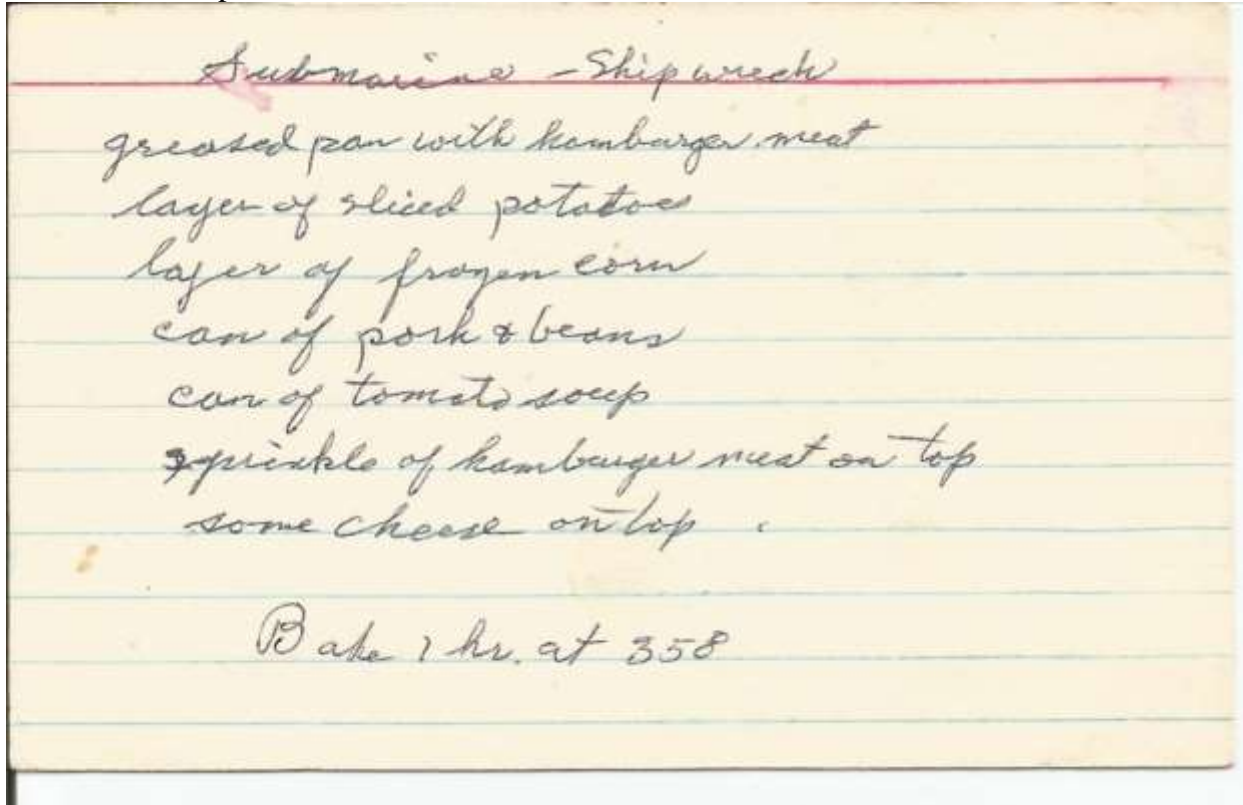 Submarine - Shipwreck
greased pan with hamburger meat
layer of sliced potatoes
layer of frozen corn
can of pork & beans
can of tomato soup
sprinkle of hamburger meat on top
some cheese on top .
Bake 1 hr. at 358